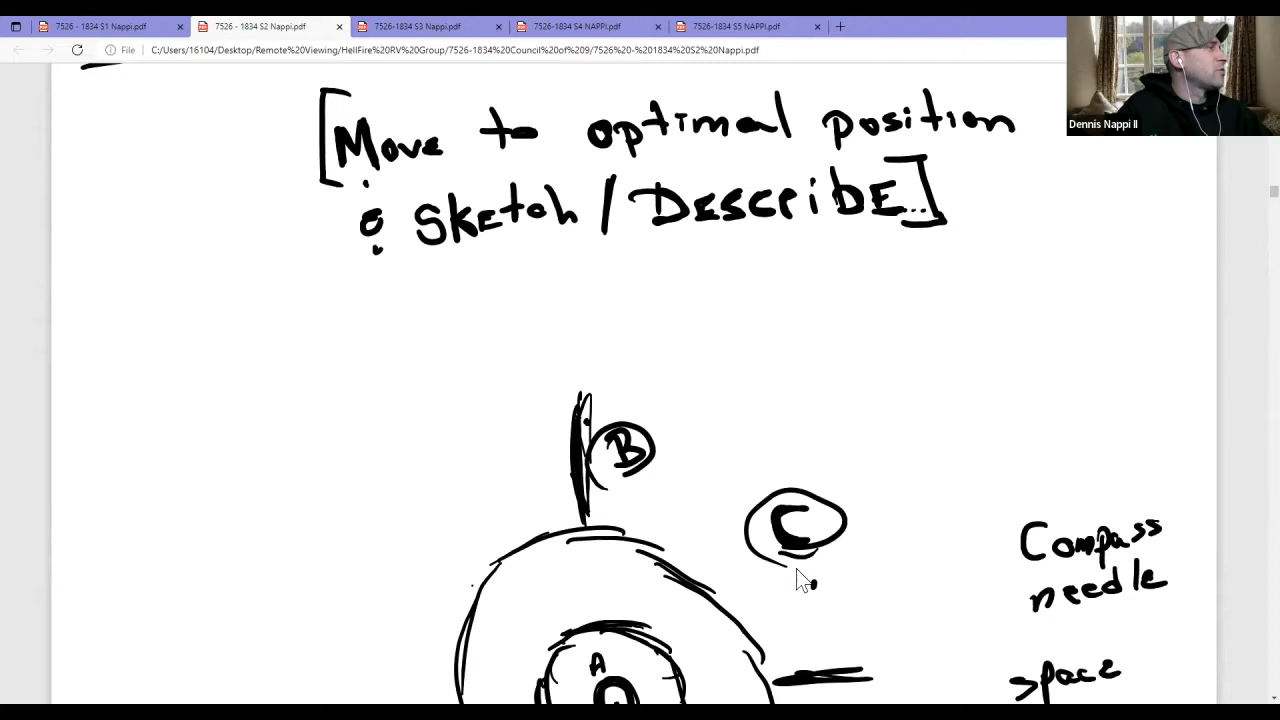 7526 - 1834 S1 Nappi.pdf
7526 - 1834 S2 Nappi.pdf
7526-1834 S3 Nappi.pdf
7526-1834 S4 NAPPI.pdf
7526-1834 S5 NAPPI.pdf
File
C:/Users/16104/Desktop/Remote%20Viewing/HellFire%20RV%20Group/7526-1834%20Council%20of%209/7526%20-%201834%20S2%20Nappi.pdf
Dennis Nappi II
[Move to optimal position
Sketch / DEscribE...]
B
C
Compass
needle
A
space